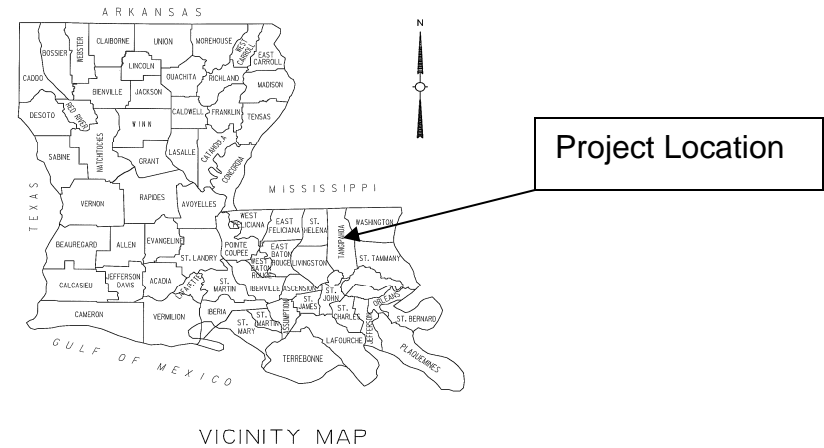 ARKANSAS
N
CLAIBORNE
UNION
MOREHOUSE
WEST CARROLL
EAST CARROLL
BOSSIER
WEBSTER
LINCOLN
CADDO
OUACHITA
RICHLAND
MADISON
BIENVILLE
JACKSON
DESOTO
RED RIVER
CALDWELL
FRANKLIN
TENSAS
WINN
NATCHITOCHES
SABINE
GRANT
LASALLE
CATAHOULA
CONCORDIA
Project Location
TEXAS
MISSISSIPPI
VERNON
RAPIDES
AVOYELLES
WEST FELICIANA
EAST FELICIANA
ST. HELENA
TANGIPAHOA
WASHINGTON
BEAUREGARD
ALLEN
EVANGELINE
ST. LANDRY
POINTE COUPEE
EAST BATON ROUGE
WEST BATON ROUGE
LIVINGSTON
ST. TAMMANY
CALCASIEU
JEFFERSON DAVIS
ACADIA
LAFAYETTE
ST. MARTIN
IBERVILLE
ASCENSION
ST. JAMES
ST. JOHN
ST. CHARLES
ORLEANS
CAMERON
VERMILION
IBERIA
ST. MARY
ST. MARTIN
ASSUMPTION
LAFOURCHE
JEFFERSON
ST. BERNARD
TERREBONNE
PLAQUEMINES
GULF OF MEXICO
VICINITY MAP